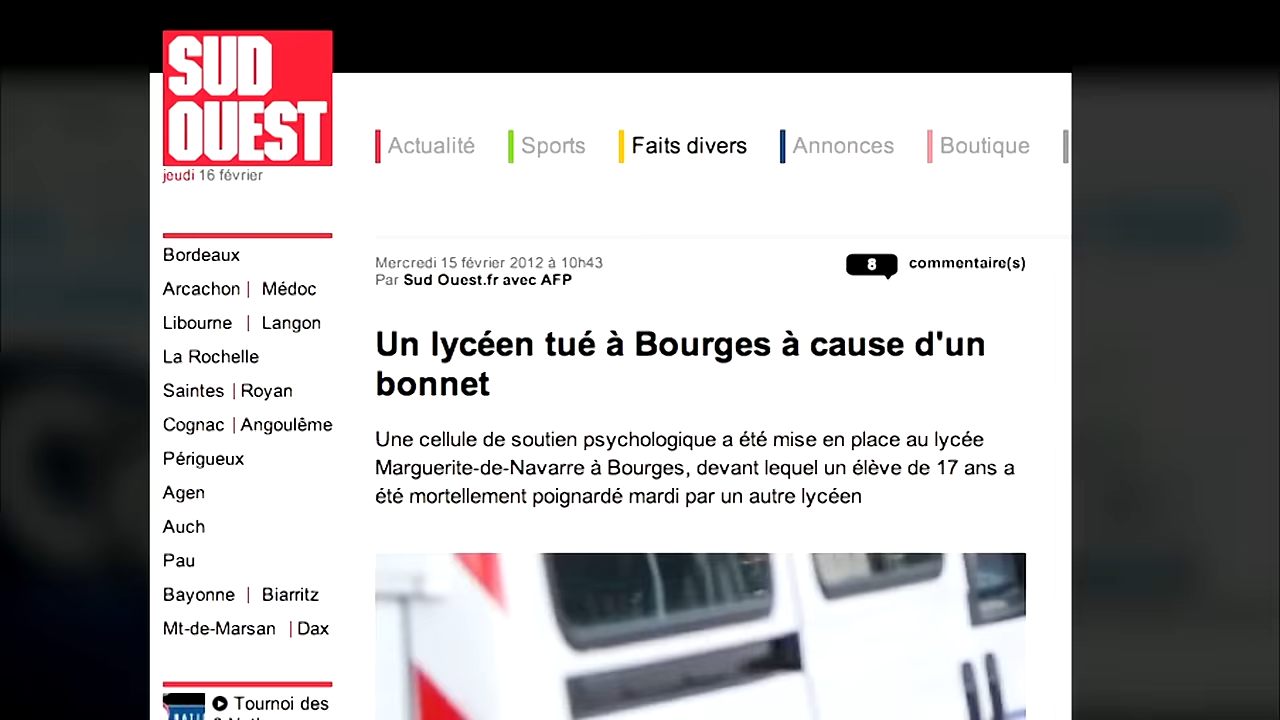 SUD
OUEST
jeudi 16 février
Actualité
Sports
Faits divers
Annonces
Boutique
Bordeaux
Arcachon | Médoc
Libourne | Langon
La Rochelle
Saintes | Royan
Cognac | Angoulême
Périgueux
Agen
Auch
Pau
Bayonne | Biarritz
Mt-de-Marsan | Dax
Tournoi des
Mercredi 15 février 2012 à 10h43
Par Sud Ouest.fr avec AFP
8 commentaire(s)
Un lycéen tué à Bourges à cause d'un
bonnet
Une cellule de soutien psychologique a été mise en place au lycée
Marguerite-de-Navarre à Bourges, devant lequel un élève de 17 ans a
été mortellement poignardé mardi par un autre lycéen